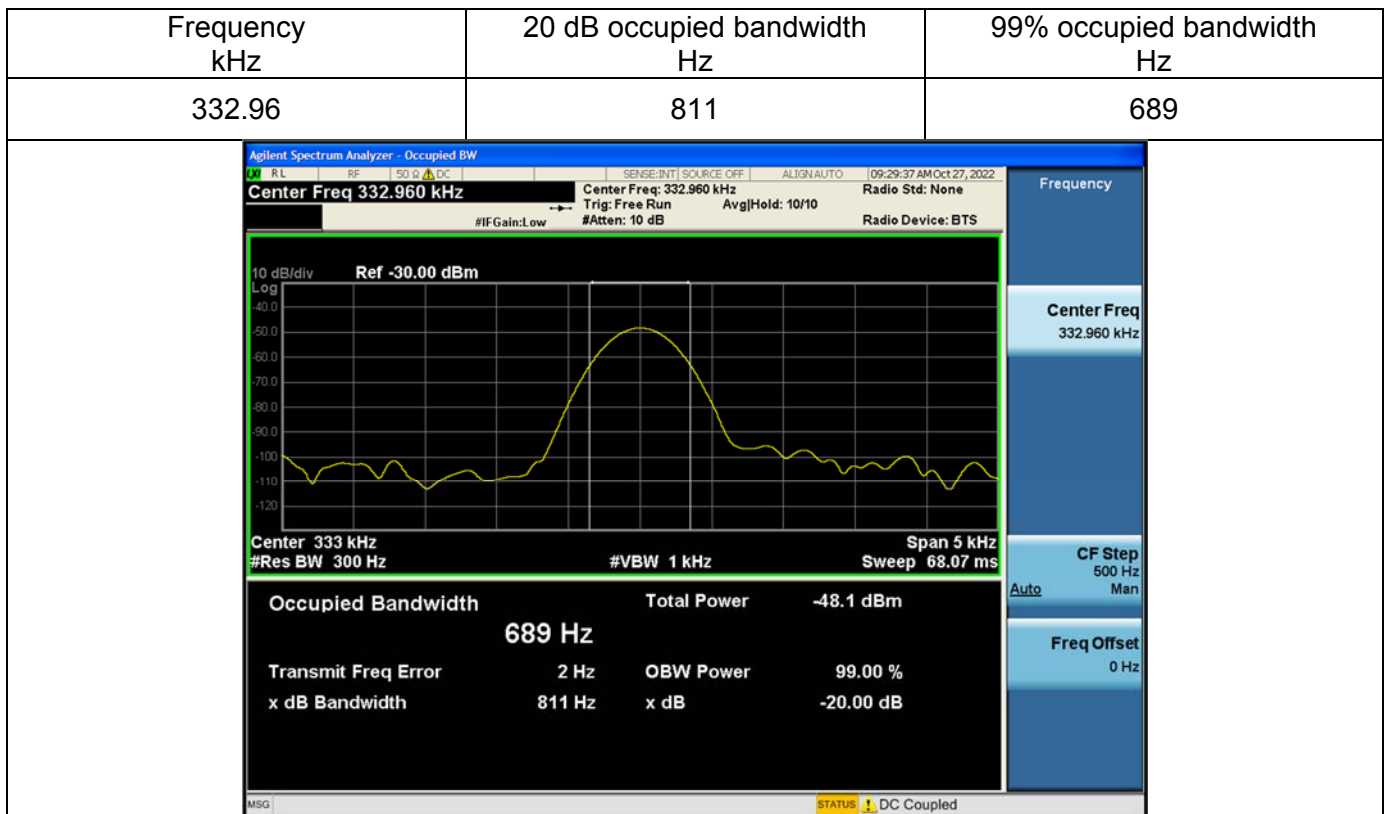 Frequency
kHz
20 dB occupied bandwidth
Hz
99% occupied bandwidth
Hz
332.96
811
689
Agilent Spectrum Analyzer - Occupied BW
LXI RL RF 50 Ω DC SENSE:INT SOURCE OFF ALIGNAUTO 09:29:37 AM Oct 27, 2022
Center Freq 332.960 kHz
Center Freq: 332.960 kHz
Radio Std: None
Trig: Free Run Avg|Hold: 10/10
#IFGain:Low #Atten: 10 dB Radio Device: BTS
Frequency
10 dB/div Ref -30.00 dBm
Log
-40.0
-50.0
-60.0
-70.0
-80.0
-90.0
-100
-110
-120
Center 333 kHz Span 5 kHz
#Res BW 300 Hz #VBW 1 kHz Sweep 68.07 ms
Center Freq
332.960 kHz
CF Step
500 Hz
Auto Man
Freq Offset
0 Hz
Occupied Bandwidth Total Power -48.1 dBm
689 Hz
Transmit Freq Error 2 Hz OBW Power 99.00 %
x dB Bandwidth 811 Hz x dB -20.00 dB
MSG STATUS DC Coupled